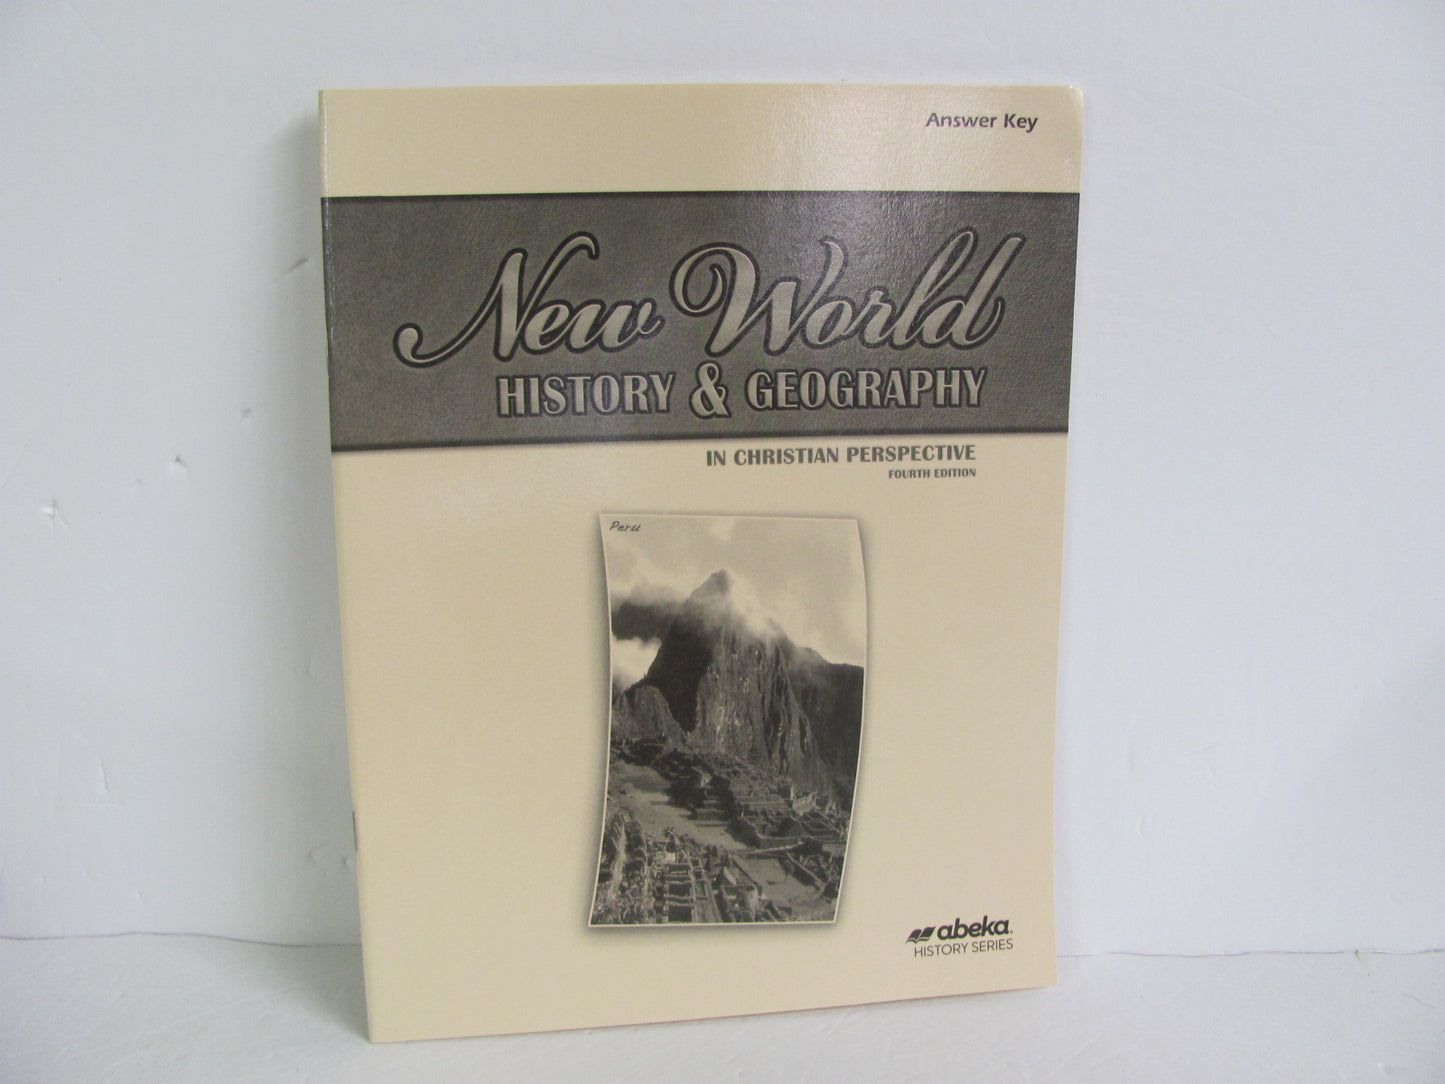 Answer Key
New World
HISTORY & GEOGRAPHY
IN CHRISTIAN PERSPECTIVE
FOURTH EDITION
Peru
abeka®
HISTORY SERIES